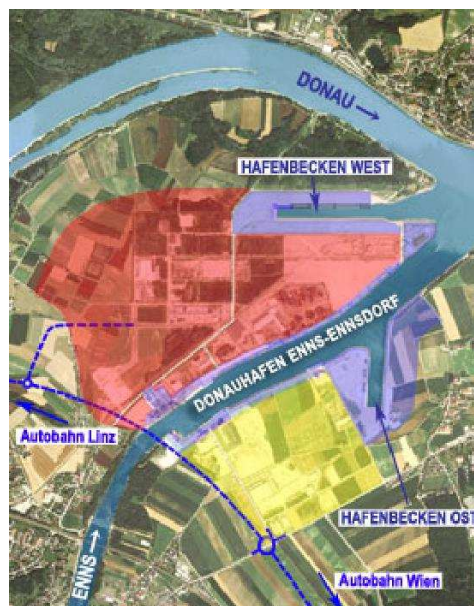 DONAU →
HAFENBECKEN WEST
DONAUHAFEN ENNS-ENNSDORF
Autobahn Linz
HAFENBECKEN OST
ENNS →
Autobahn Wien